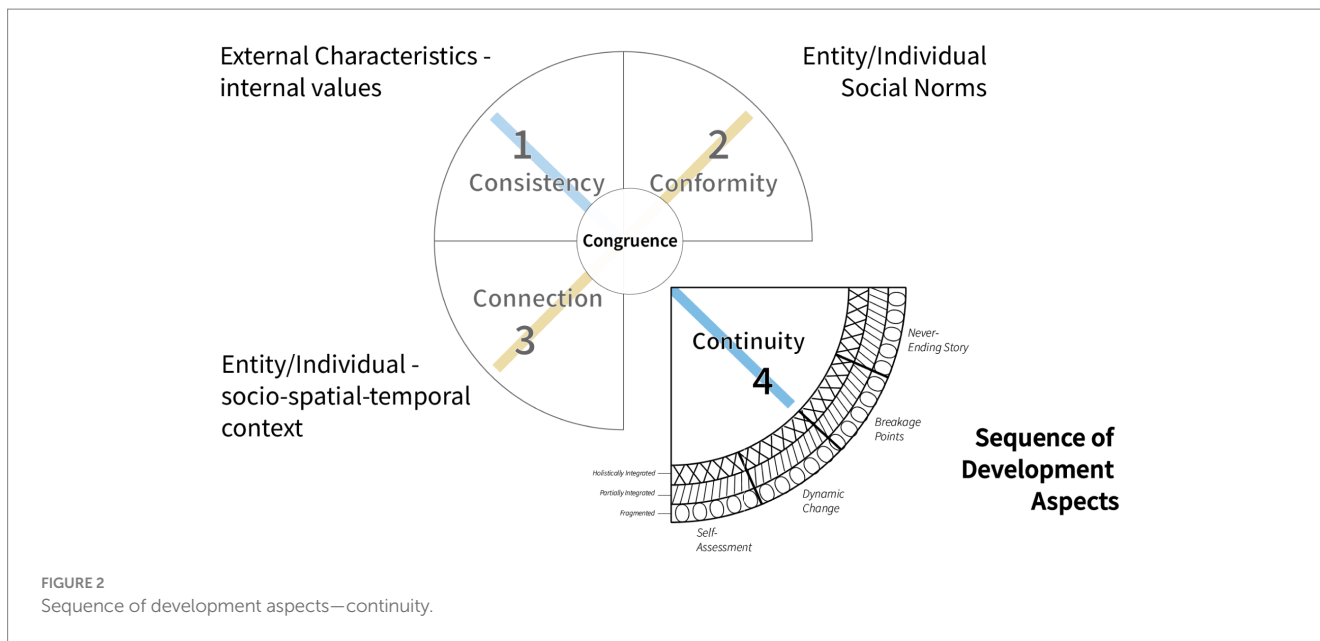 External Characteristics -
internal values
Entity/Individual
Social Norms
1
Consistency
2
Conformity
Congruence
Connection
3
Entity/Individual -
socio-spatial-temporal
context
Continuity
4
Never-
Ending Story
Breakage
Points
Dynamic
Change
Self-
Assessment
Holistically Integrated
Partially Integrated
Fragmented
Sequence of
Development
Aspects
FIGURE 2
Sequence of development aspects—continuity.